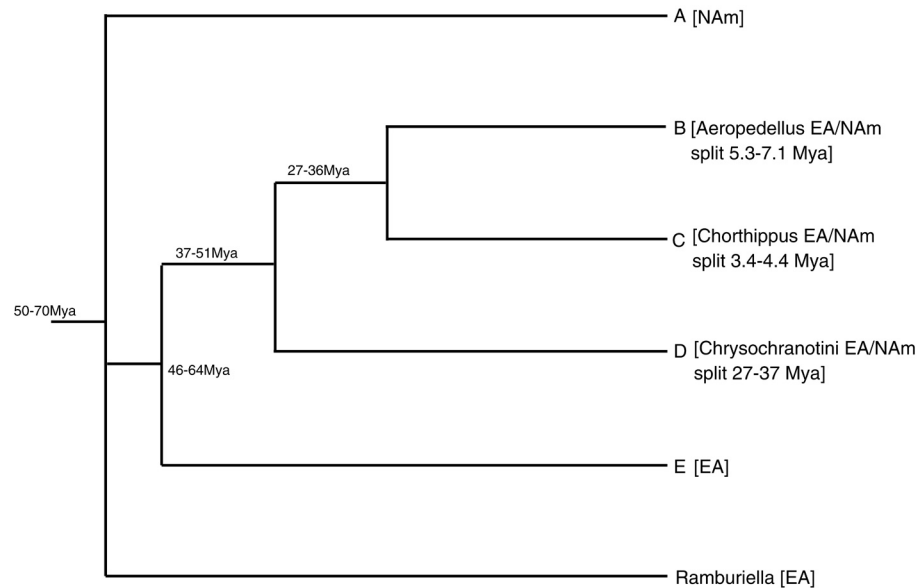 A [NAm]
B [Aeropedellus EA/NAm
split 5.3-7.1 Mya]
27-36Mya
C [Chorthippus EA/NAm
split 3.4-4.4 Mya]
37-51Mya
50-70Mya
D [Chrysochranotini EA/NAm
split 27-37 Mya]
46-64Mya
E [EA]
Ramburiella [EA]